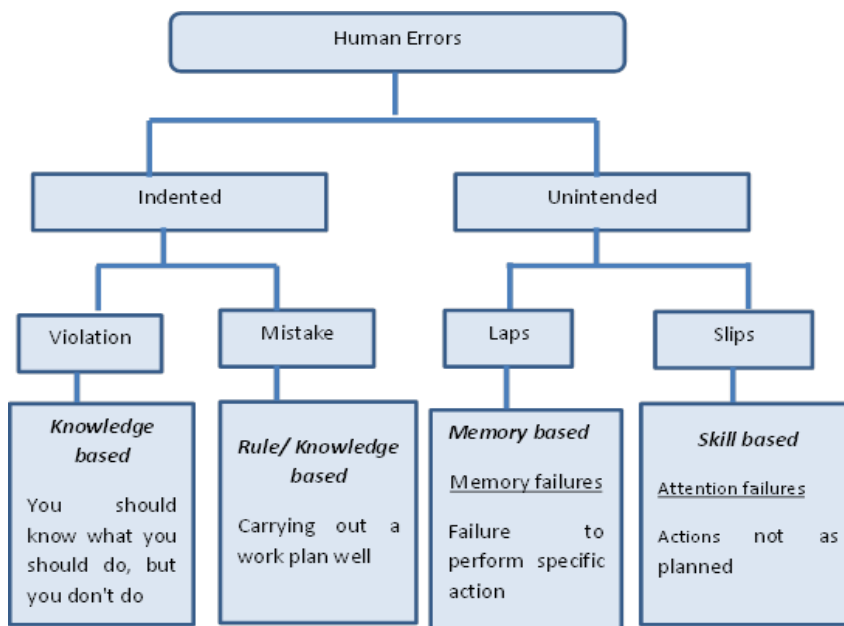 Human Errors
Indented
Unintended
Violation
Mistake
Laps
Slips
Knowledge
based
You should
know what you
should do, but
you don't do
Rule/ Knowledge
based
Carrying out a
work plan well
Memory based
Memory failures
Failure to
perform specific
action
Skill based
Attention failures
Actions not as
planned